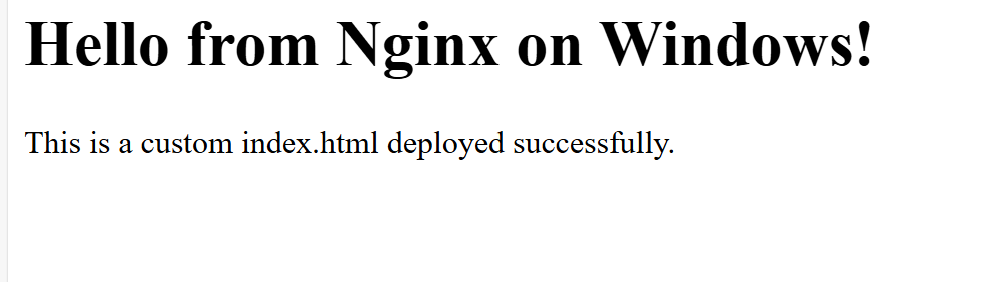 Hello from Nginx on Windows!
This is a custom index.html deployed successfully.